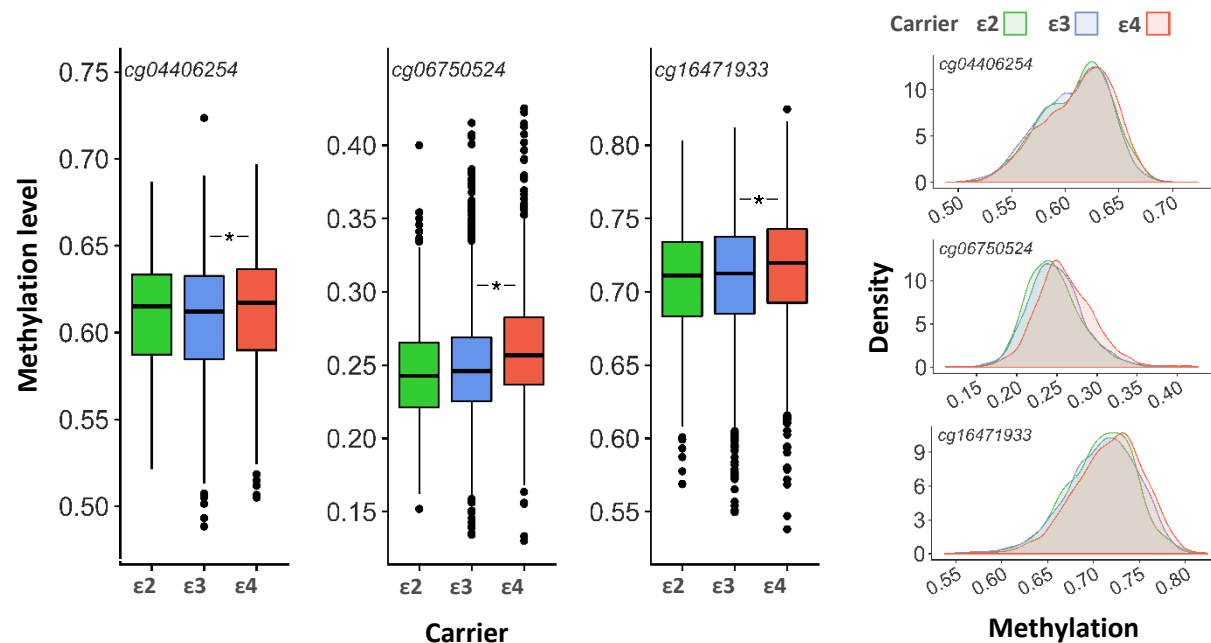 Methylation level
cg04406254
0.75
0.70
0.65
0.60
0.55
0.50
*
ε2 ε3 ε4
cg06750524
0.40
0.35
0.30
0.25
0.20
0.15
*
ε2 ε3 ε4
cg16471933
0.80
0.75
0.70
0.65
0.60
0.55
*
ε2 ε3 ε4
Carrier
Carrier ε2 ε3 ε4
Density
cg04406254
10
5
0
0.50 0.55 0.60 0.65 0.70
cg06750524
10
5
0
0.15 0.20 0.25 0.30 0.35 0.40
cg16471933
9
6
3
0
0.55 0.60 0.65 0.70 0.75 0.80
Methylation